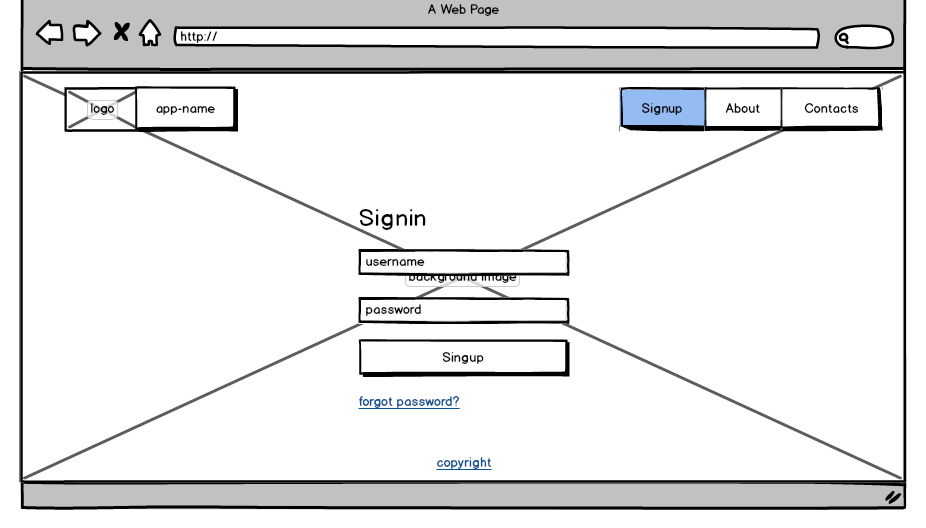 A Web Page
http://
logo
app-name
Signup
About
Contacts
Signin
username
background image
password
Singup
forgot password?
copyright